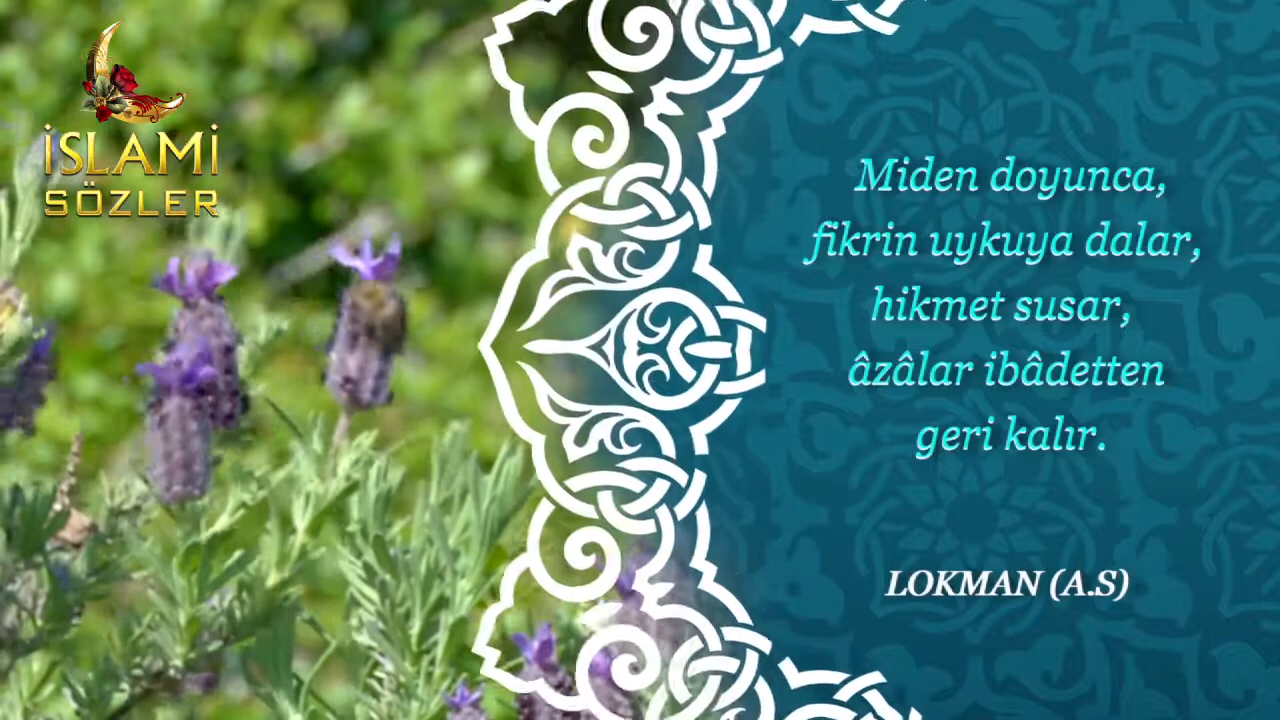 İSLAMİ
SÖZLER
Miden doyunca,
fikrin uykuya dalar,
hikmet susar,
âzâlar ibâdetten
geri kalır.
LOKMAN (A.S)